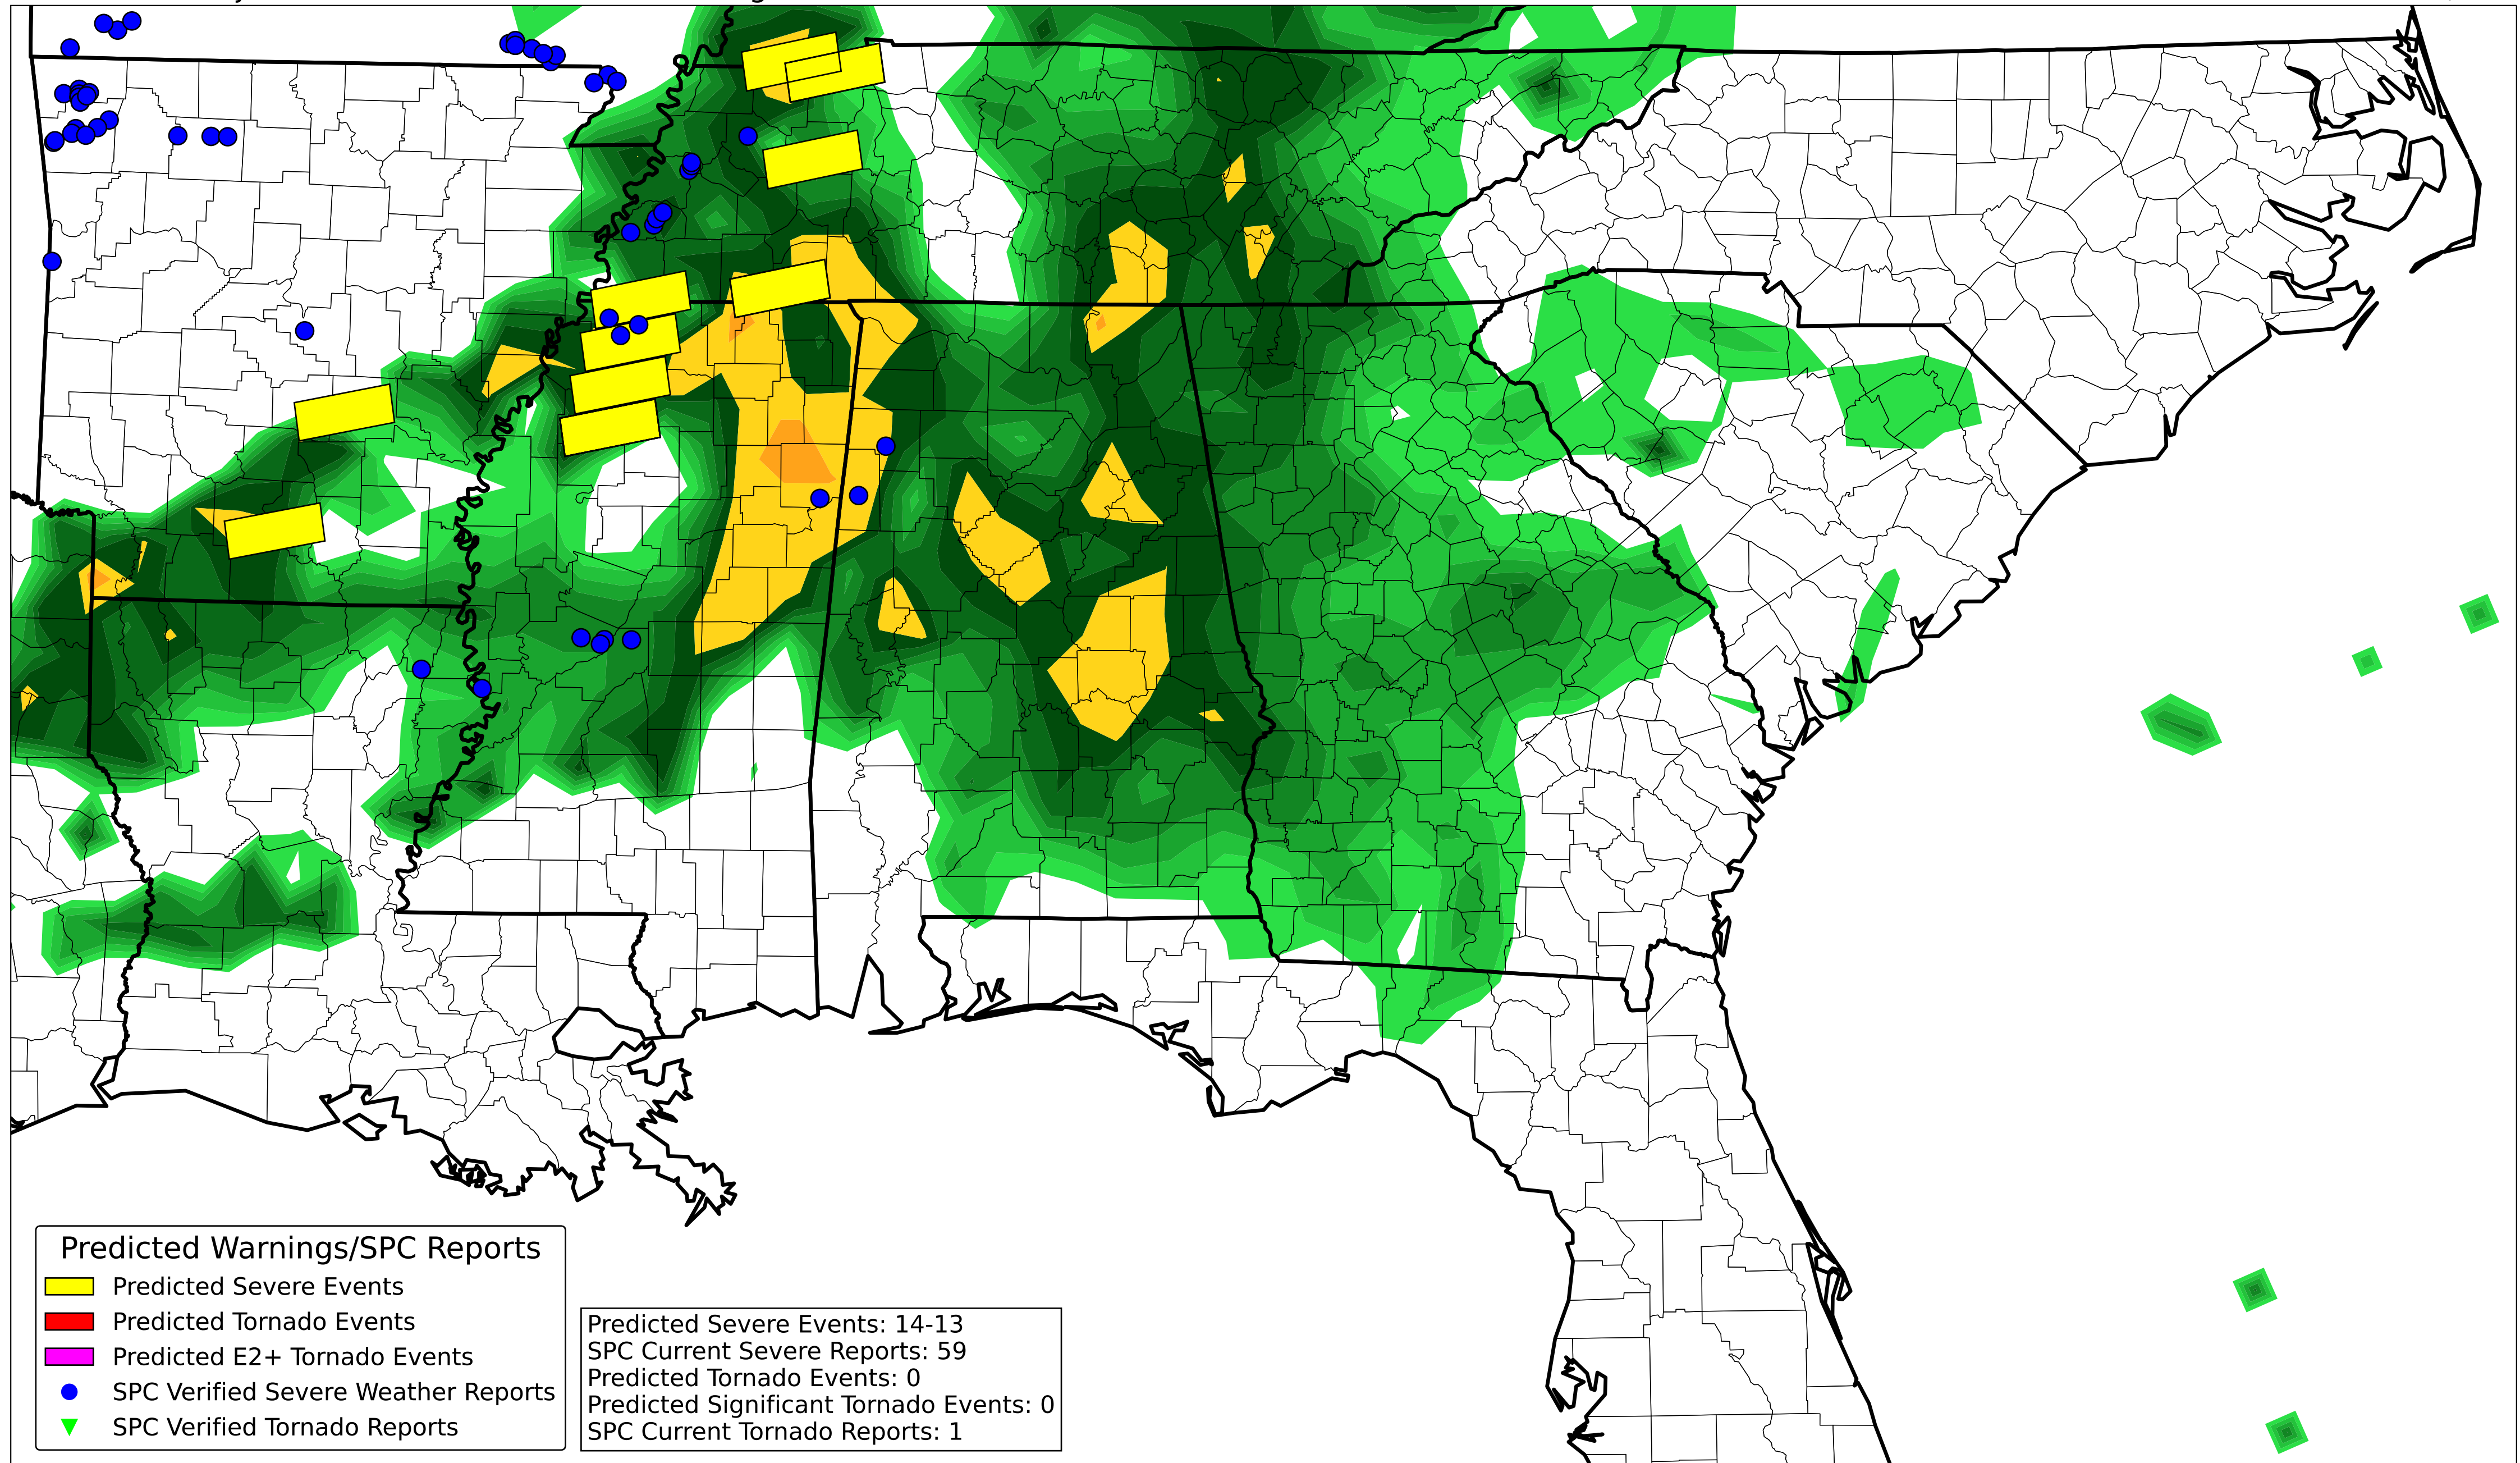 Predicted Warnings/SPC Reports
Predicted Severe Events
Predicted Tornado Events
Predicted E2+ Tornado Events
SPC Verified Severe Weather Reports
SPC Verified Tornado Reports
Predicted Severe Events: 14-13
SPC Current Severe Reports: 59
Predicted Tornado Events: 0
Predicted Significant Tornado Events: 0
SPC Current Tornado Reports: 1